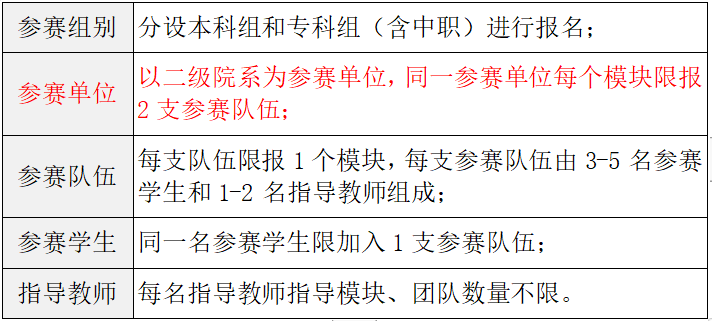 参赛组别 分设本科组和专科组（含中职）进行报名；
参赛单位 以二级院系为参赛单位，同一参赛单位每个模块限报
2 支参赛队伍；
参赛队伍 每支队伍限报 1 个模块，每支参赛队伍由 3-5 名参赛
学生和 1-2 名指导教师组成；
参赛学生 同一名参赛学生限加入 1 支参赛队伍；
指导教师 每名指导教师指导模块、团队数量不限。